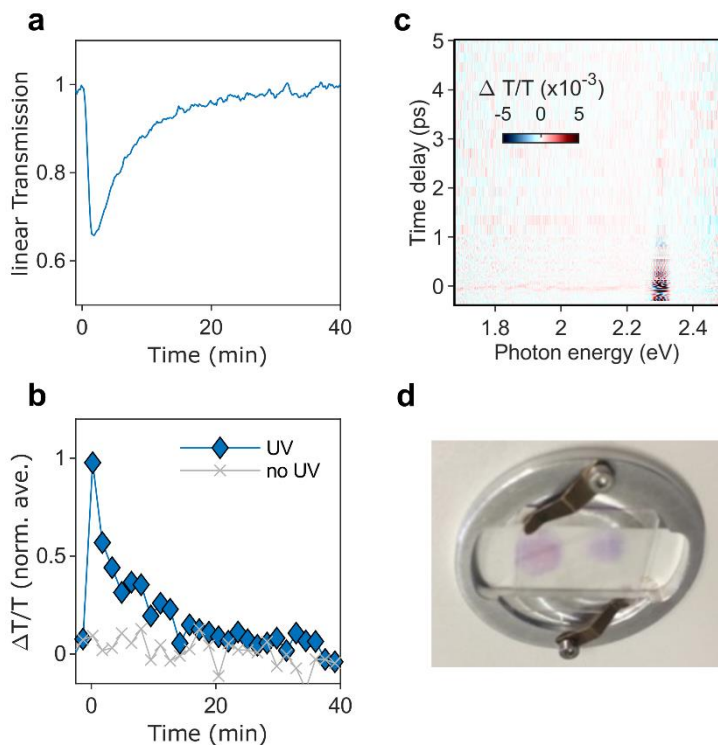 a
1
0.8
0.6
linear Transmission
0 20 40
Time (min)
b
UV
no UV
1
0.5
0
ΔT/T (norm. ave.)
0 20 40
Time (min)
c
5
4
3
2
1
0
Time delay (ps)
Δ T/T (x10⁻³)
-5 0 5
1.8 2 2.2 2.4
Photon energy (eV)
d